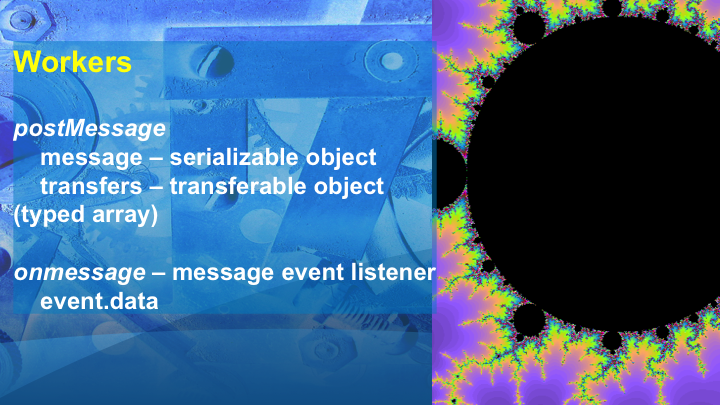 Workers
postMessage
message – serializable object
transfers – transferable object
(typed array)
onmessage – message event listener
event.data